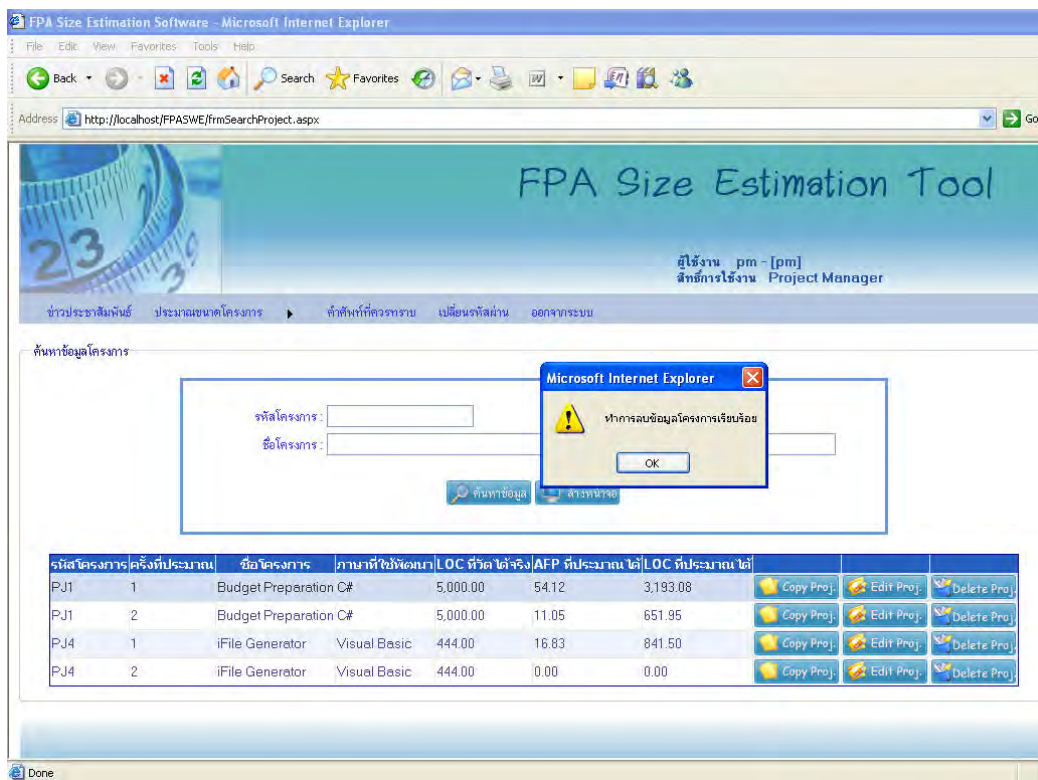 FPA Size Estimation Software - Microsoft Internet Explorer
File Edit View Favorites Tools Help
Back Search Favorites
Address http://localhost/FPASWE/frmSearchProject.aspx Go
23
FPA Size Estimation Tool
ผู้ใช้งาน pm - [pm]
สิทธิ์การใช้งาน Project Manager
ข่าวประชาสัมพันธ์ ประมาณขนาดโครงการ คำศัพท์ที่ควรทราบ เปลี่ยนรหัสผ่าน ออกจากระบบ
ค้นหาข้อมูลโครงการ
Microsoft Internet Explorer
ทำการลบข้อมูลโครงการเรียบร้อย
OK
รหัสโครงการ :
ชื่อโครงการ :
ค้นหาข้อมูล ล้างหน้าจอ
รหัสโครงการ ครั้งที่ประมาณ ชื่อโครงการ ภาษาที่ใช้พัฒนา LOC ที่วัดได้จริง AFP ที่ประมาณได้ LOC ที่ประมาณได้
PJ1 1 Budget Preparation C# 5,000.00 54.12 3,193.08 Copy Proj. Edit Proj. Delete Proj.
PJ1 2 Budget Preparation C# 5,000.00 11.05 651.95 Copy Proj. Edit Proj. Delete Proj.
PJ4 1 iFile Generator Visual Basic 444.00 16.83 841.50 Copy Proj. Edit Proj. Delete Proj.
PJ4 2 iFile Generator Visual Basic 444.00 0.00 0.00 Copy Proj. Edit Proj. Delete Proj.
Done